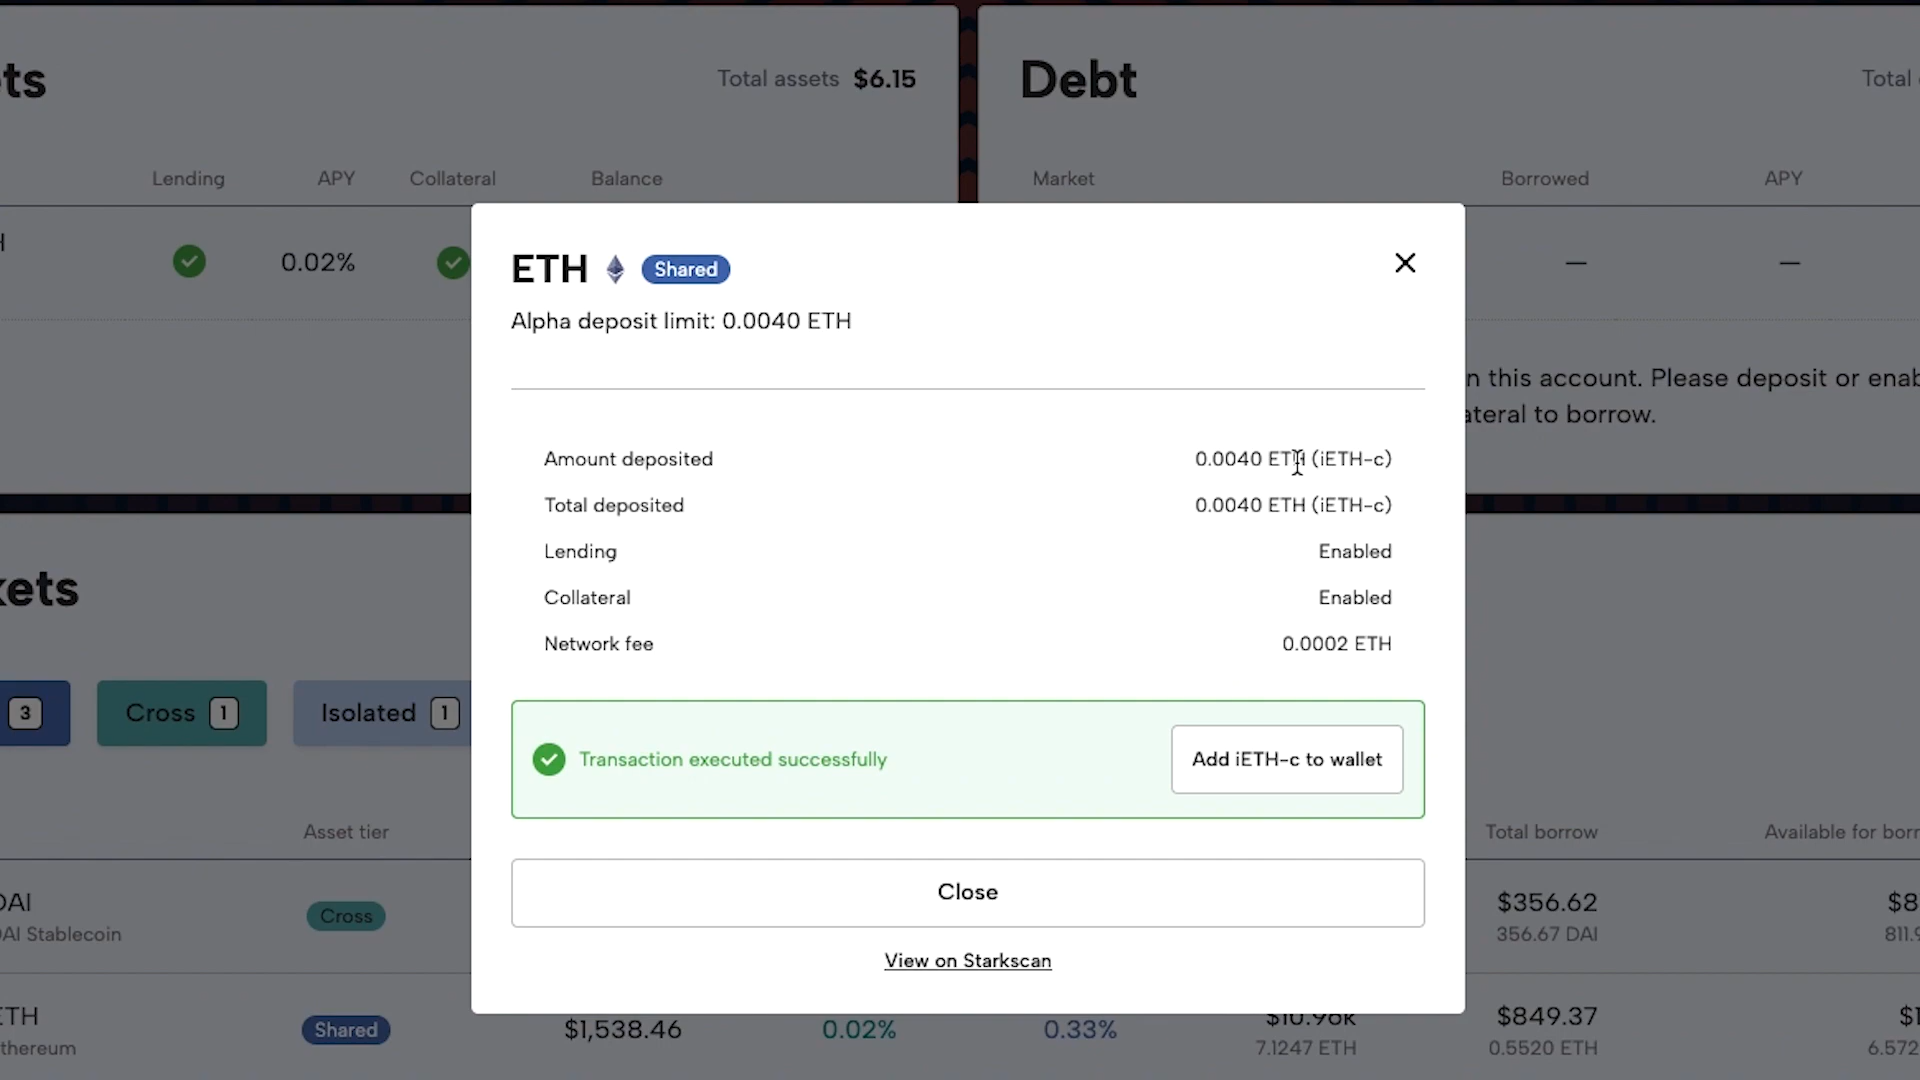 Total assets $6.15
Debt
Total
Lending APY Collateral Balance
Market Borrowed APY
0.02%
— —
ETH Shared
Alpha deposit limit: 0.0040 ETH
n this account. Please deposit or enab
ateral to borrow.
Amount deposited 0.0040 ETH (iETH-c)
Total deposited 0.0040 ETH (iETH-c)
Lending Enabled
Collateral Enabled
Network fee 0.0002 ETH
kets
3 Cross 1 Isolated 1
Transaction executed successfully Add iETH-c to wallet
Asset tier Total borrow Available for borr
Close
DAI Cross $356.62 $8
DAI Stablecoin 356.67 DAI 811.9
View on Starkscan
ETH Shared $1,538.46 0.02% 0.33% $10.96k $849.37 $1
thereum 7.1247 ETH 0.5520 ETH 6.572